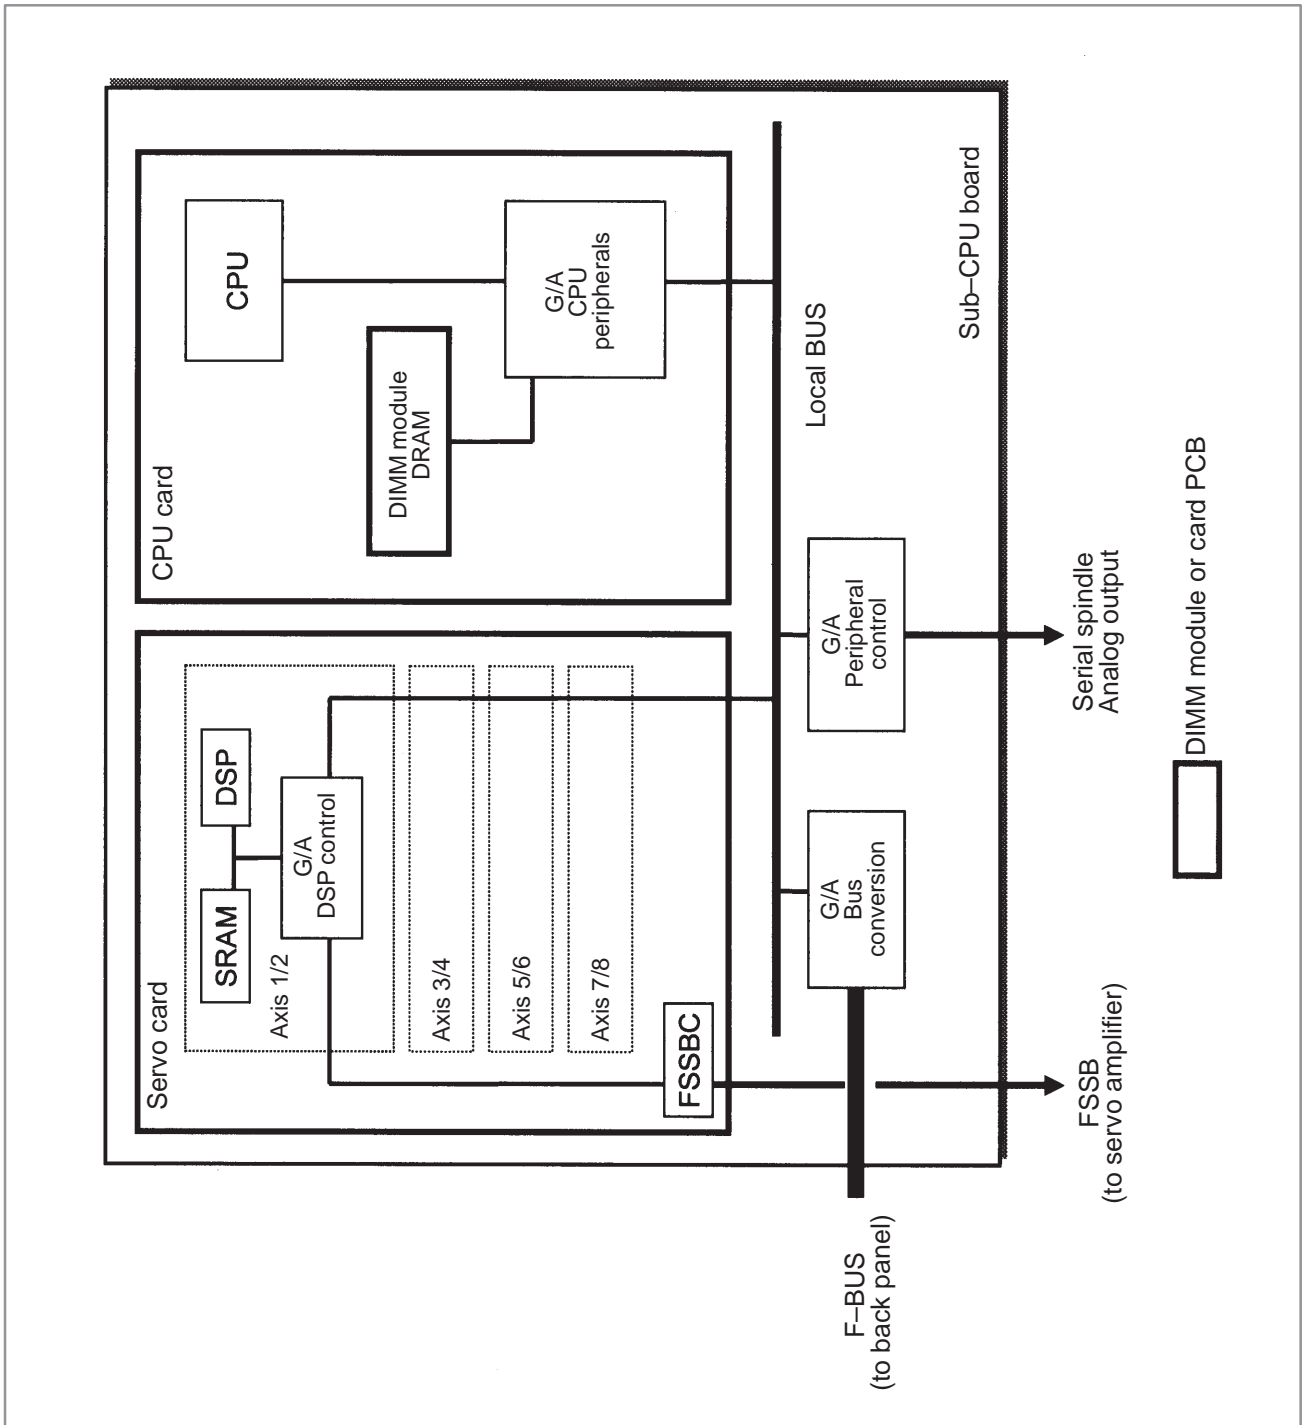 Servo card
SRAM
DSP
Axis 1/2
G/A
DSP control
Axis 3/4
Axis 5/6
Axis 7/8
FSSBC
CPU card
CPU
DIMM module
DRAM
G/A
CPU
peripherals
Local BUS
G/A
Bus
conversion
G/A
Peripheral
control
Sub–CPU board
F–BUS
(to back panel)
FSSB
(to servo amplifier)
Serial spindle
Analog output
DIMM module or card PCB